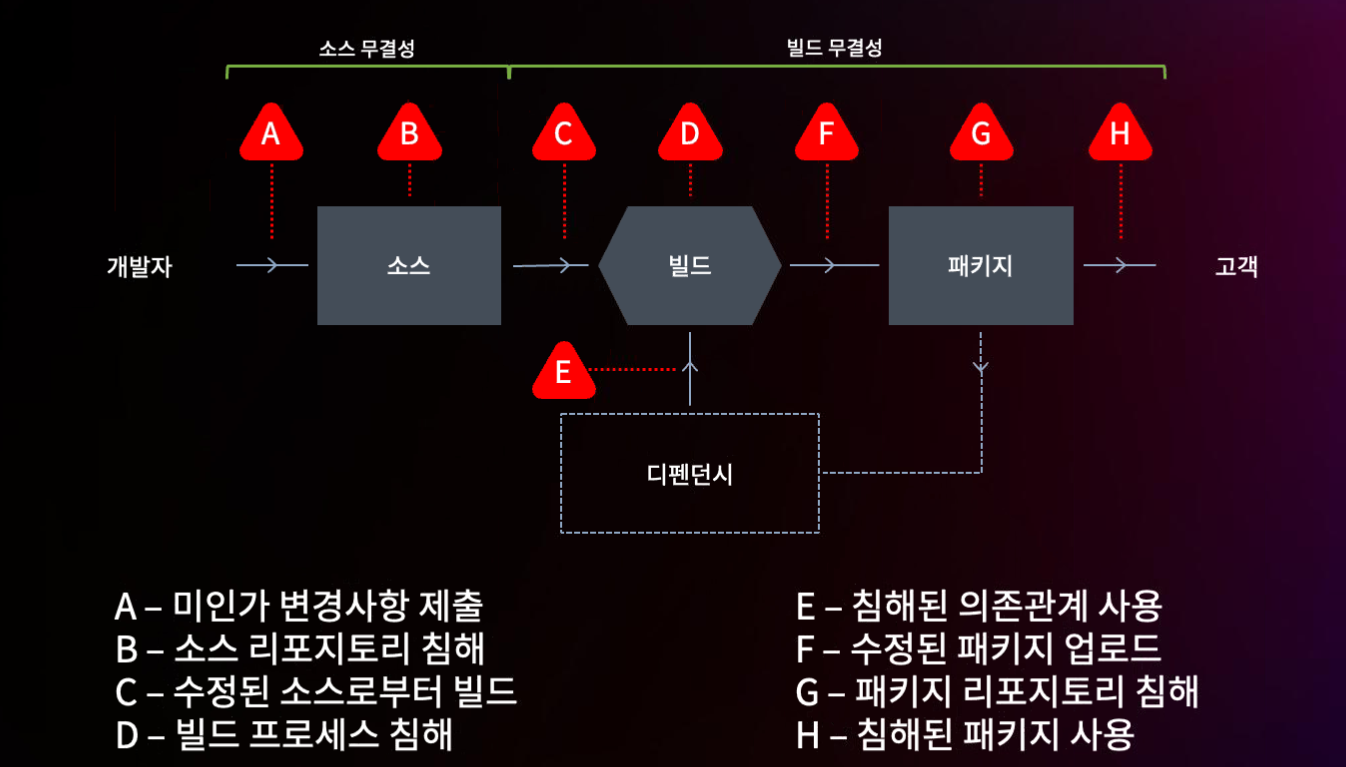 소스 무결성
빌드 무결성
A
B
C
D
F
G
H
개발자
소스
빌드
패키지
고객
E
디펜던시
A – 미인가 변경사항 제출
B – 소스 리포지토리 침해
C – 수정된 소스로부터 빌드
D – 빌드 프로세스 침해
E – 침해된 의존관계 사용
F – 수정된 패키지 업로드
G – 패키지 리포지토리 침해
H – 침해된 패키지 사용